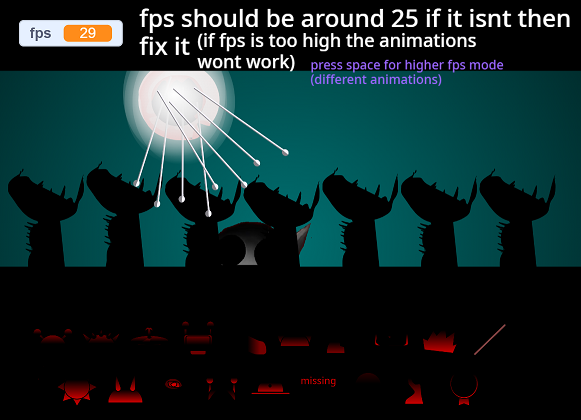 fps 29
fps should be around 25 if it isnt then
fix it (if fps is too high the animations
wont work)
press space for higher fps mode
(different animations)
missing